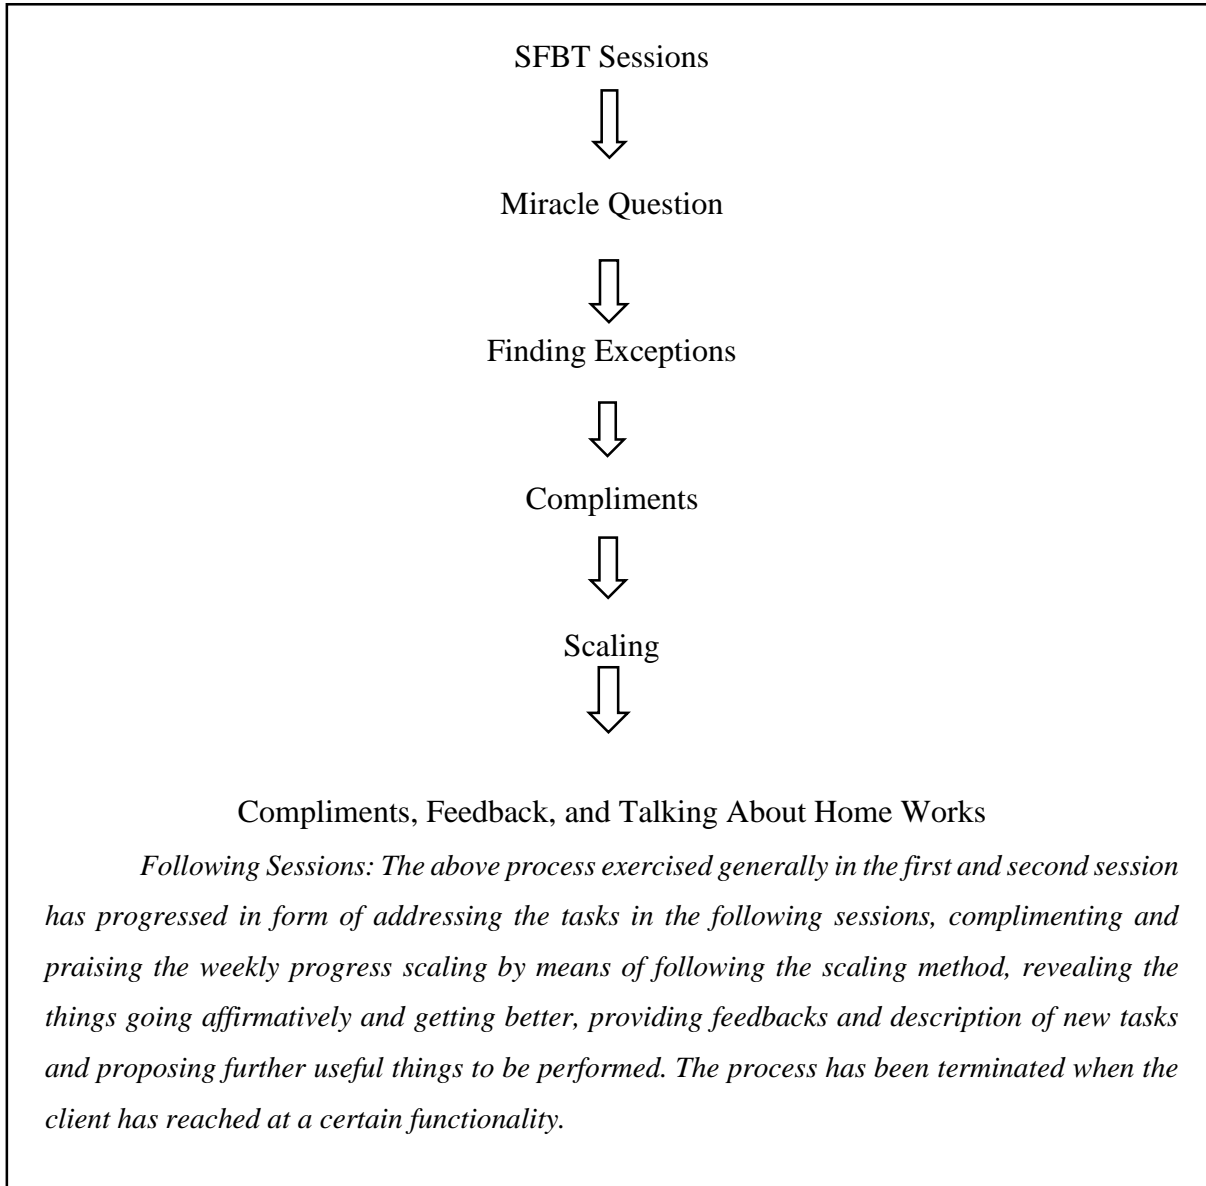 SFBT Sessions
Miracle Question
Finding Exceptions
Compliments
Scaling
Compliments, Feedback, and Talking About Home Works
Following Sessions: The above process exercised generally in the first and second session
has progressed in form of addressing the tasks in the following sessions, complimenting and
praising the weekly progress scaling by means of following the scaling method, revealing the
things going affirmatively and getting better, providing feedbacks and description of new tasks
and proposing further useful things to be performed. The process has been terminated when the
client has reached at a certain functionality.